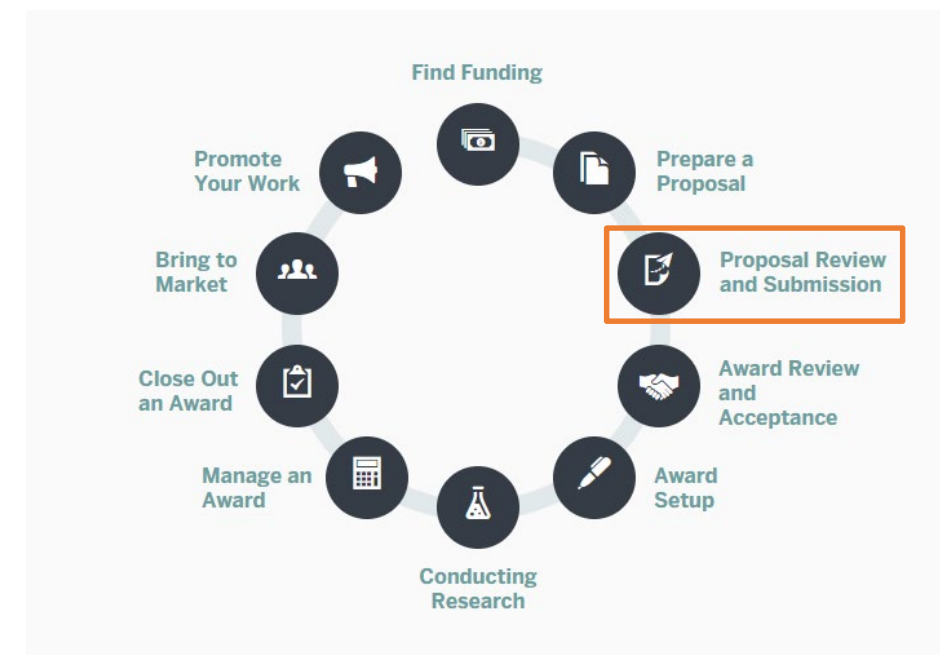 Find Funding
Prepare a
Proposal
Proposal Review
and Submission
Award Review
and
Acceptance
Award
Setup
Conducting
Research
Manage an
Award
Close Out
an Award
Bring to
Market
Promote
Your Work